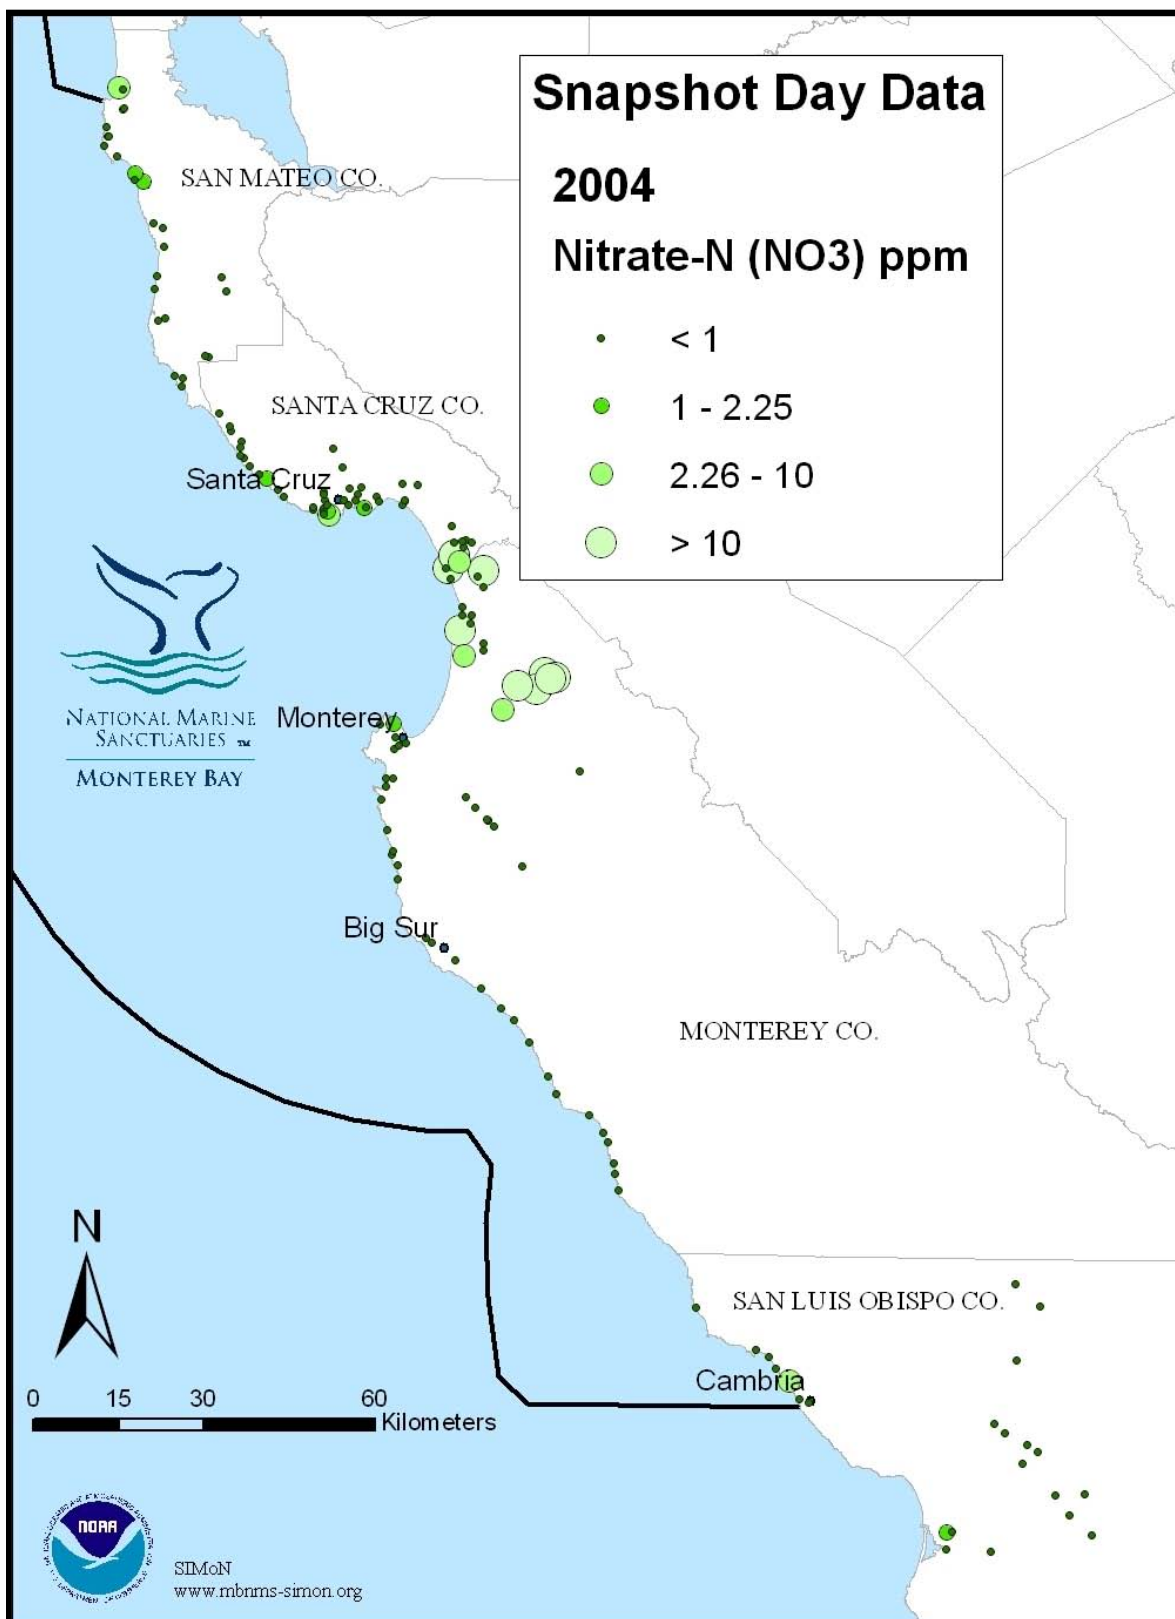 Snapshot Day Data
2004
Nitrate-N (NO3) ppm
< 1
1 - 2.25
2.26 - 10
> 10
SAN MATEO CO.
SANTA CRUZ CO.
Santa Cruz
NATIONAL MARINE
SANCTUARIES TM
MONTEREY BAY
Monterey
Big Sur
MONTEREY CO.
N
SAN LUIS OBISPO CO.
Cambria
0 15 30 60
Kilometers
NOAA
SIMoN
www.mbnms-simon.org